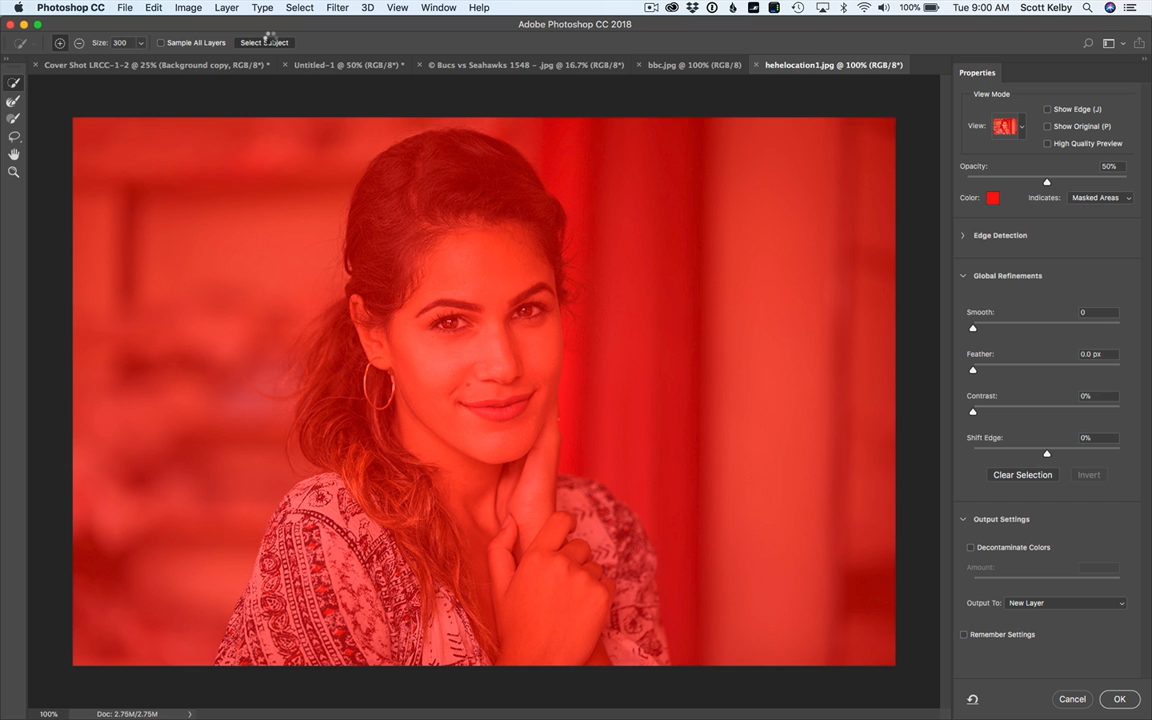 Photoshop CC File Edit Image Layer Type Select Filter 3D View Window Help 100% Tue 9:00 AM Scott Kelby
Adobe Photoshop CC 2018
Size: 300 Sample All Layers Select Subject
× Cover Shot LRCC-1-2 @ 25% (Background copy, RGB/8*) * × Untitled-1 @ 50% (RGB/8*) * × © Bucs vs Seahawks 1548 - .jpg @ 16.7% (RGB/8*) × bbc.jpg @ 100% (RGB/8) × hehelocation1.jpg @ 100% (RGB/8*)
Properties
View Mode
Show Edge (J)
View: Show Original (P)
High Quality Preview
Opacity: 50%
Color: Indicates: Masked Areas
Edge Detection
Global Refinements
Smooth: 0
Feather: 0.0 px
Contrast: 0%
Shift Edge: 0%
Clear Selection Invert
Output Settings
Decontaminate Colors
Amount:
Output To: New Layer
Remember Settings
Cancel OK
100% Doc: 2.75M/2.75M